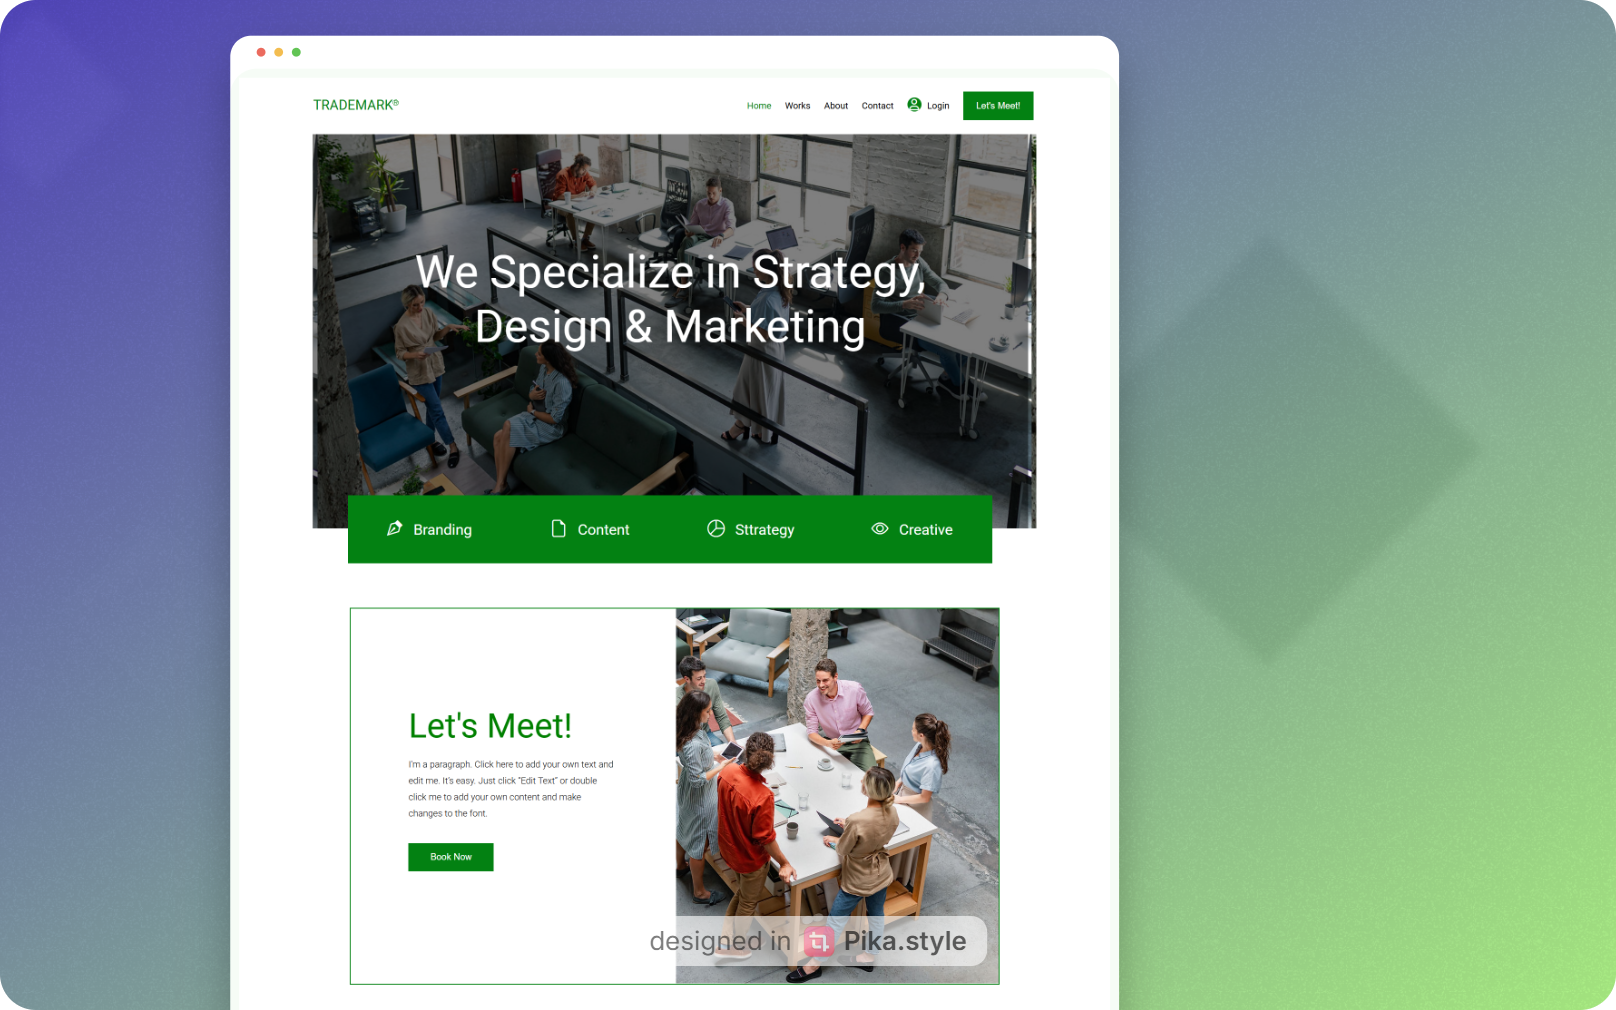 TRADEMARK®
Home Works About Contact Login Let's Meet!
We Specialize in Strategy,
Design & Marketing
Branding Content Sttrategy Creative
Let's Meet!
I'm a paragraph. Click here to add your own text and
edit me. It's easy. Just click "Edit Text" or double
click me to add your own content and make
changes to the font.
Book Now
designed in Pika.style